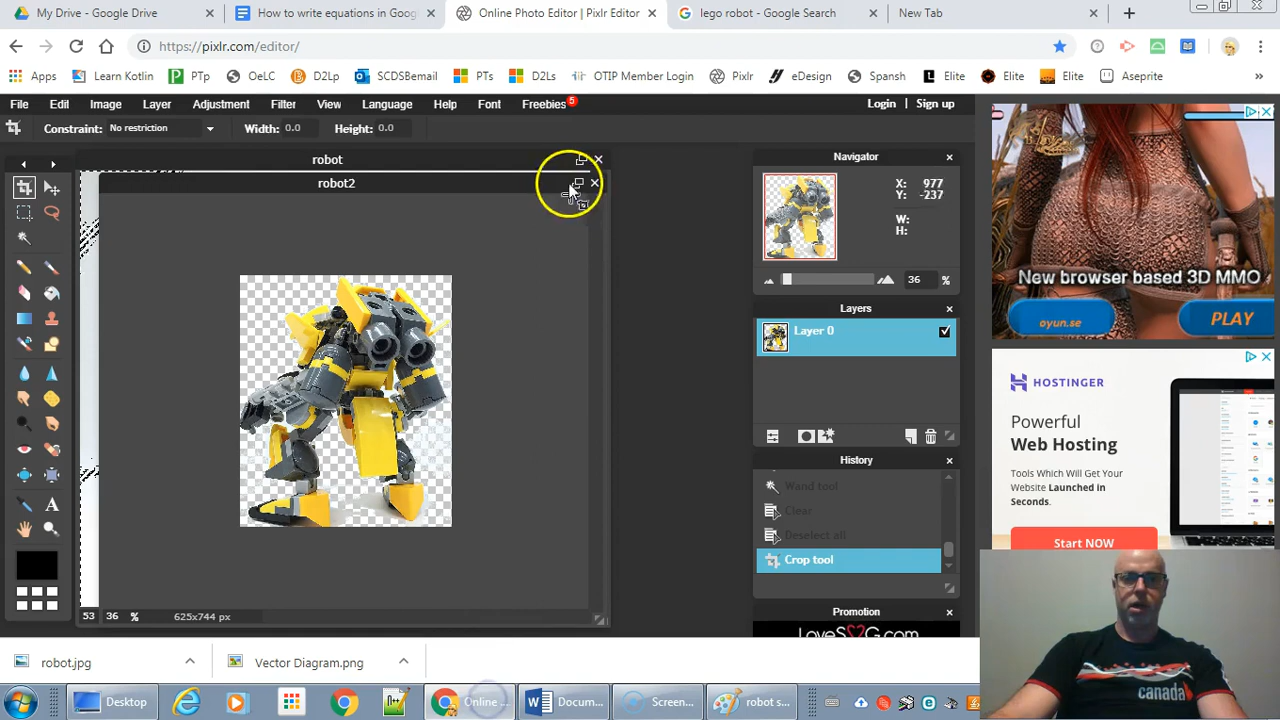 My Drive - Google Drive
How to write equations in Goog
Online Photo Editor | Pixlr Editor
lego robot - Google Search
New Tab
https://pixlr.com/editor/
Apps
Learn Kotlin
PTp
OeLC
D2Lp
SCDSBemail
PTs
D2Ls
OTIP Member Login
Pixlr
eDesign
Spansh
Elite
Elite
Elite
Aseprite
»
File Edit Image Layer Adjustment Filter View Language Help Font Freebies 5
Login | Sign up
Constraint: No restriction Width: 0.0 Height: 0.0
robot
robot2
53 36 % 625x744 px
Navigator
X: 977
Y: -237
W:
H:
36 %
Layers
Layer 0
History
Wand tool
Clear
Deselect all
Crop tool
Promotion
New browser based 3D MMO
oyun.se
PLAY
HOSTINGER
Powerful
Web Hosting
Tools Which Will Get Your
Website Launched in
Seconds.
Start NOW
canada
robot.jpg
Vector Diagram.png
Desktop
Online ...
Docum...
Screen...
robot s...